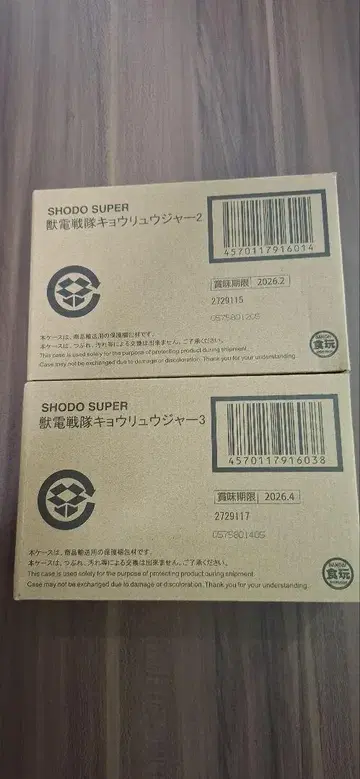 SHODO SUPER
獣電戦隊キョウリュウジャー2
4570117916014
賞味期限 2026.2
2729115
0575801205
本ケースは、商品輸送用の保護梱包材です。
本ケースは、つぶれ、汚れ等による交換は出来ません。ご了承ください。
This case is used solely for the purpose of protecting product during shipment.
Case may not be exchanged due to damage or discoloration. Thank you for your understanding.
BANDAI
食玩
SHODO SUPER
獣電戦隊キョウリュウジャー3
4570117916038
賞味期限 2026.4
2729117
0575801405
本ケースは、商品輸送用の保護梱包材です。
本ケースは、つぶれ、汚れ等による交換は出来ません。ご了承ください。
This case is used solely for the purpose of protecting product during shipment.
Case may not be exchanged due to damage or discoloration. Thank you for your understanding.
BANDAI
食玩